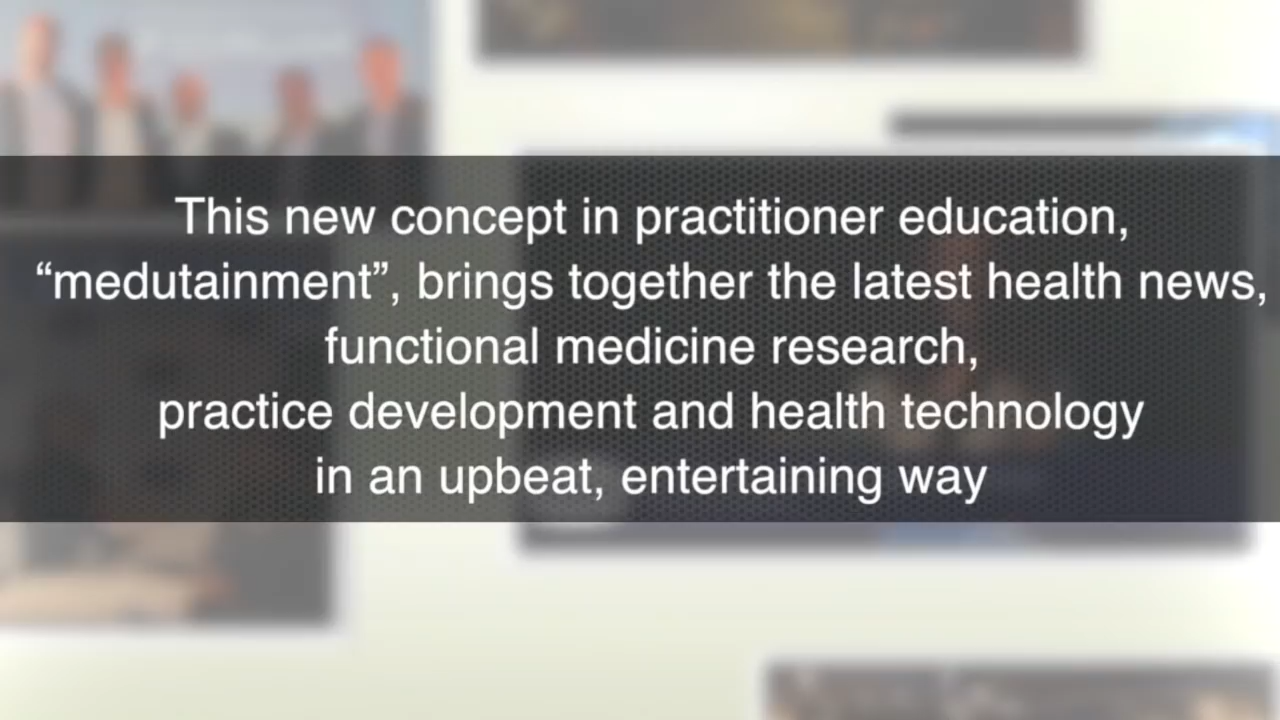 This new concept in practitioner education,
“medutainment”, brings together the latest health news,
functional medicine research,
practice development and health technology
in an upbeat, entertaining way